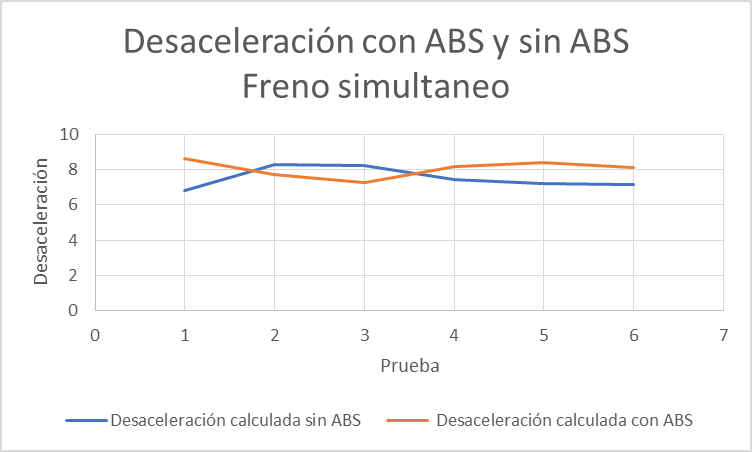 Desaceleración con ABS y sin ABS
Freno simultaneo
Desaceleración
10
8
6
4
2
0
0 1 2 3 4 5 6 7
Prueba
Desaceleración calculada sin ABS Desaceleración calculada con ABS